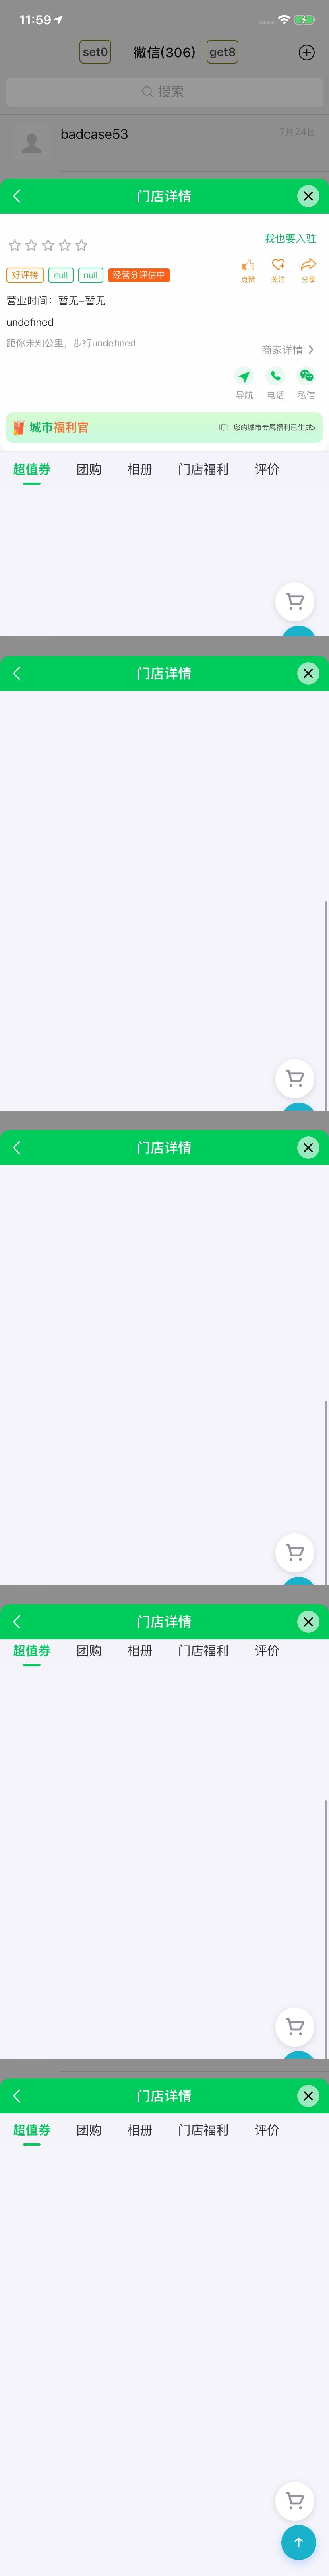 11:59
set0 微信(306) get8
搜索
badcase53 7月24日
门店详情
我也要入驻
好评榜 null null 经营分评估中
点赞 关注 分享
营业时间：暂无-暂无
undefined
距你未知公里，步行undefined
商家详情
导航 电话 私信
城市福利官 叮！您的城市专属福利已生成>
超值券 团购 相册 门店福利 评价
门店详情
门店详情
门店详情
超值券 团购 相册 门店福利 评价
门店详情
超值券 团购 相册 门店福利 评价